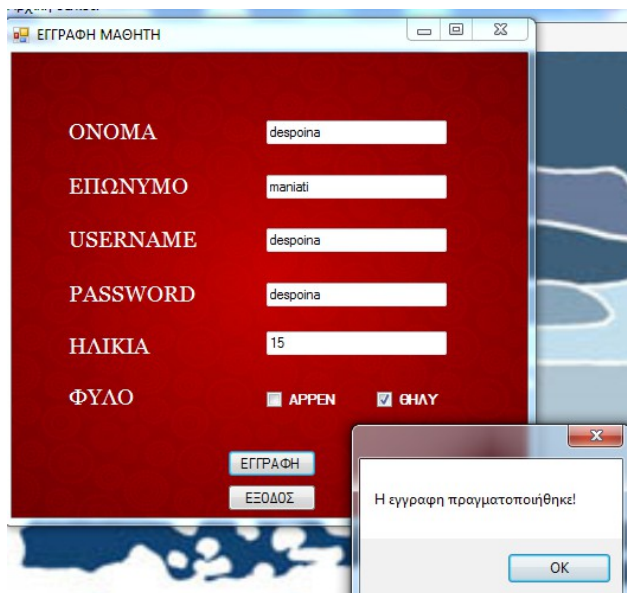 ΕΓΓΡΑΦΗ ΜΑΘΗΤΗ
ΟΝΟΜΑ despoina
ΕΠΩΝΥΜΟ maniati
USERNAME despoina
PASSWORD despoina
ΗΛΙΚΙΑ 15
ΦΥΛΟ ΑΡΡΕΝ ΘΗΛΥ
ΕΓΓΡΑΦΗ
ΕΞΟΔΟΣ
Η εγγραφη πραγματοποιήθηκε!
OK